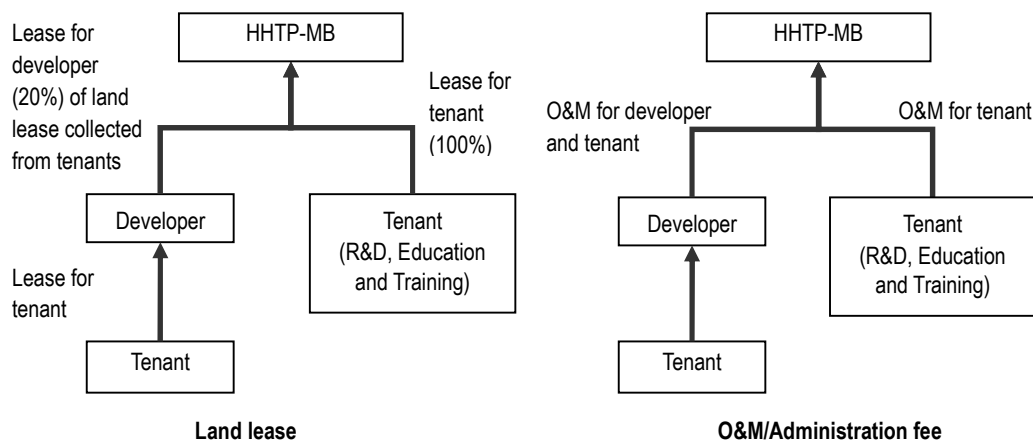 HHTP-MB
Lease for
developer
(20%) of land
lease collected
from tenants
Lease for
tenant
(100%)
Developer
Tenant
(R&D, Education
and Training)
Lease for
tenant
Tenant
Land lease
HHTP-MB
O&M for developer
and tenant
O&M for tenant
Developer
Tenant
(R&D, Education
and Training)
Tenant
O&M/Administration fee